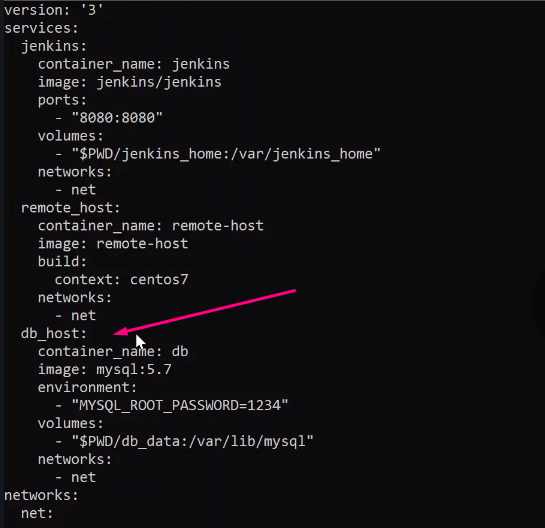 version: '3'
services:
  jenkins:
    container_name: jenkins
    image: jenkins/jenkins
    ports:
      - "8080:8080"
    volumes:
      - "$PWD/jenkins_home:/var/jenkins_home"
    networks:
      - net
  remote_host:
    container_name: remote-host
    image: remote-host
    build:
      context: centos7
    networks:
      - net
  db_host:
    container_name: db
    image: mysql:5.7
    environment:
      - "MYSQL_ROOT_PASSWORD=1234"
    volumes:
      - "$PWD/db_data:/var/lib/mysql"
    networks:
      - net
networks:
  net: